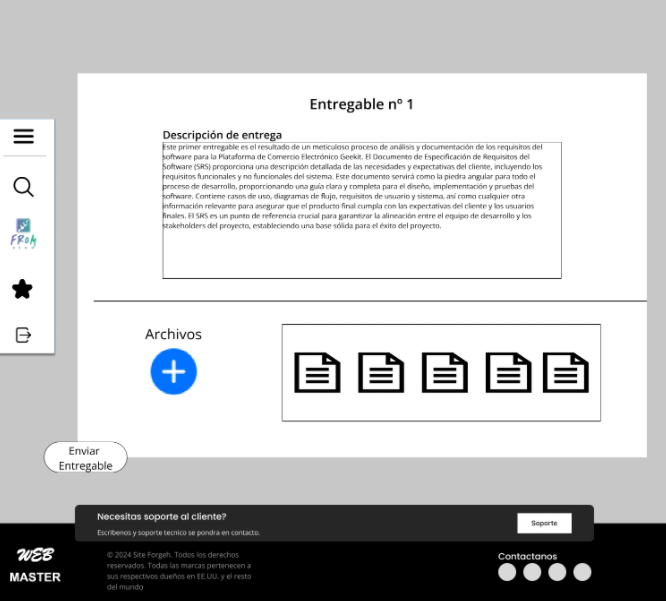 Entregable nº 1
Descripción de entrega
Este primer entregable es el resultado de un meticuloso proceso de análisis y documentación de los requisitos del
software para la Plataforma de Comercio Electrónico Geekit. El Documento de Especificación de Requisitos del
Software (SRS) proporciona una descripción detallada de las necesidades y expectativas del cliente, incluyendo los
requisitos funcionales y no funcionales del sistema. Este documento servirá como la piedra angular para todo el
proceso de desarrollo, proporcionando una guía clara y completa para el diseño, implementación y pruebas del
software. Contiene casos de uso, diagramas de flujo, requisitos de usuario y sistema, así como cualquier otra
información relevante para asegurar que el producto final cumpla con las expectativas del cliente y los usuarios
finales. El SRS es un punto de referencia crucial para garantizar la alineación entre el equipo de desarrollo y los
stakeholders del proyecto, estableciendo una base sólida para el éxito del proyecto.
Archivos
Enviar
Entregable
Necesitas soporte al cliente?
Escríbenos y soporte tecnico se pondra en contacto.
Soporte
WEB
MASTER
© 2024 Site Forgeh. Todos los derechos
reservados. Todas las marcas pertenecen a
sus respectivos dueños en EE.UU. y el resto
del mundo
Contactanos